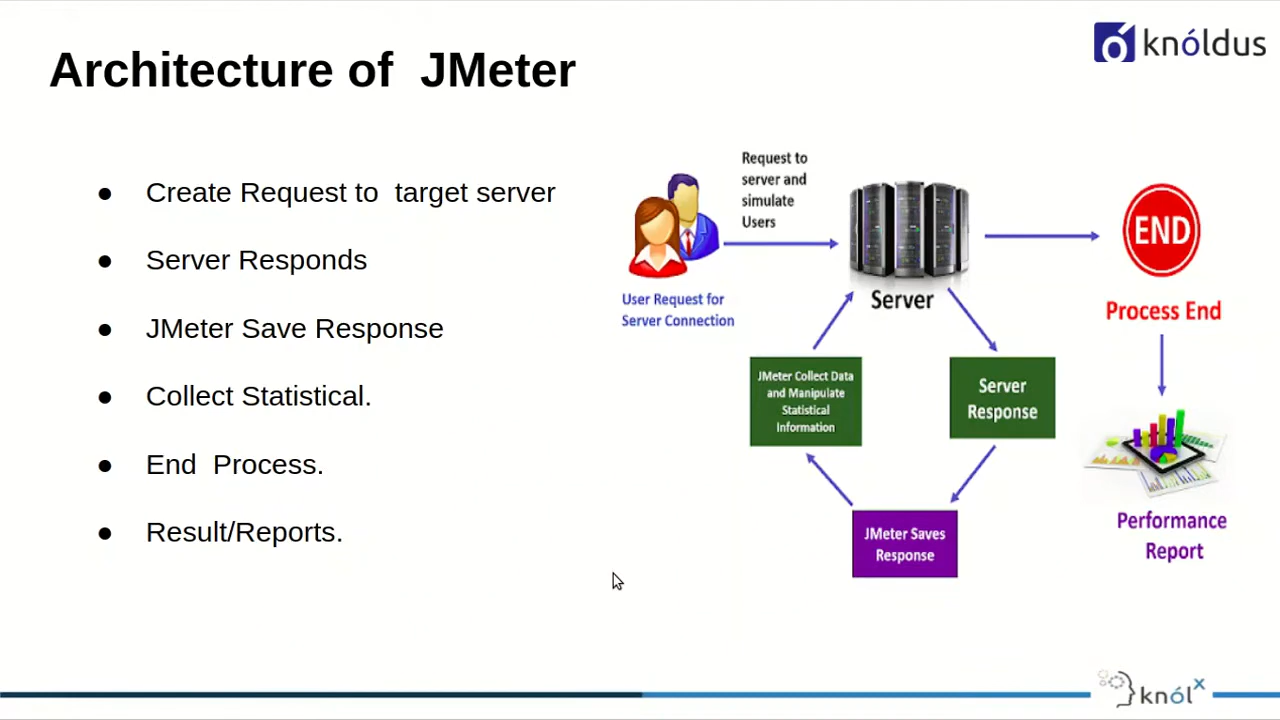 knóldus
Architecture of JMeter
● Create Request to target server
● Server Responds
● JMeter Save Response
● Collect Statistical.
● End Process.
● Result/Reports.
Request to
server and
simulate
Users
User Request for
Server Connection
Server
END
Process End
JMeter Collect Data
and Manipulate
Statistical
Information
Server
Response
JMeter Saves
Response
Performance
Report
knólx